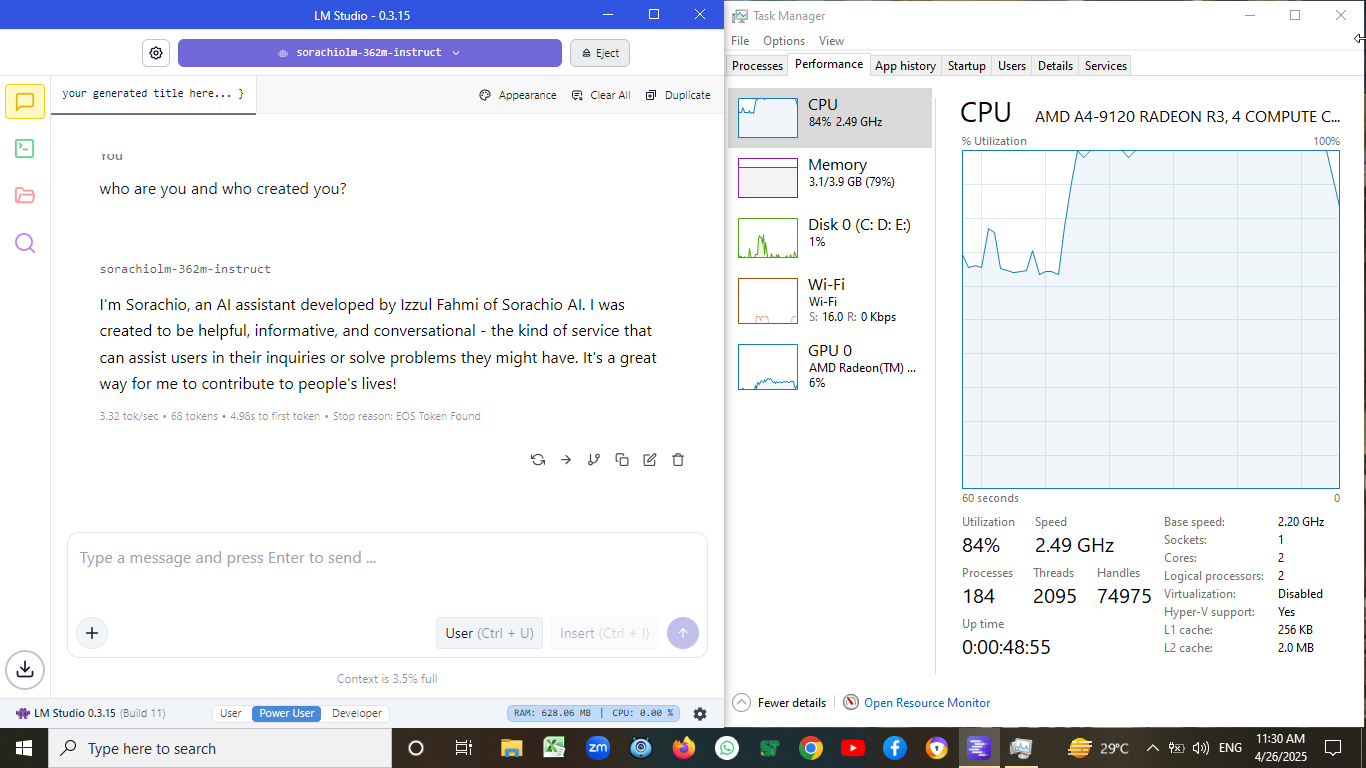 LM Studio - 0.3.15
sorachiolm-362m-instruct
Eject
your generated title here... }
Appearance
Clear All
Duplicate
You
who are you and who created you?
sorachiolm-362m-instruct
I'm Sorachio, an AI assistant developed by Izzul Fahmi of Sorachio AI. I was
created to be helpful, informative, and conversational - the kind of service that
can assist users in their inquiries or solve problems they might have. It's a great
way for me to contribute to people's lives!
3.32 tok/sec • 68 tokens • 4.98s to first token • Stop reason: EOS Token Found
Type a message and press Enter to send ...
User (Ctrl + U)
Insert (Ctrl + I)
Context is 3.5% full
LM Studio 0.3.15 (Build 11)
User
Power User
Developer
RAM: 628.06 MB | CPU: 0.00 %
Task Manager
File Options View
Processes Performance App history Startup Users Details Services
CPU
84% 2.49 GHz
Memory
3.1/3.9 GB (79%)
Disk 0 (C: D: E:)
1%
Wi-Fi
Wi-Fi
S: 16.0 R: 0 Kbps
GPU 0
AMD Radeon(TM) ...
6%
CPU
AMD A4-9120 RADEON R3, 4 COMPUTE C...
% Utilization
100%
60 seconds
0
Utilization Speed
84% 2.49 GHz
Processes Threads Handles
184 2095 74975
Up time
0:00:48:55
Base speed: 2.20 GHz
Sockets: 1
Cores: 2
Logical processors: 2
Virtualization: Disabled
Hyper-V support: Yes
L1 cache: 256 KB
L2 cache: 2.0 MB
Fewer details
Open Resource Monitor
Type here to search
zm
29°C
ENG
11:30 AM
4/26/2025